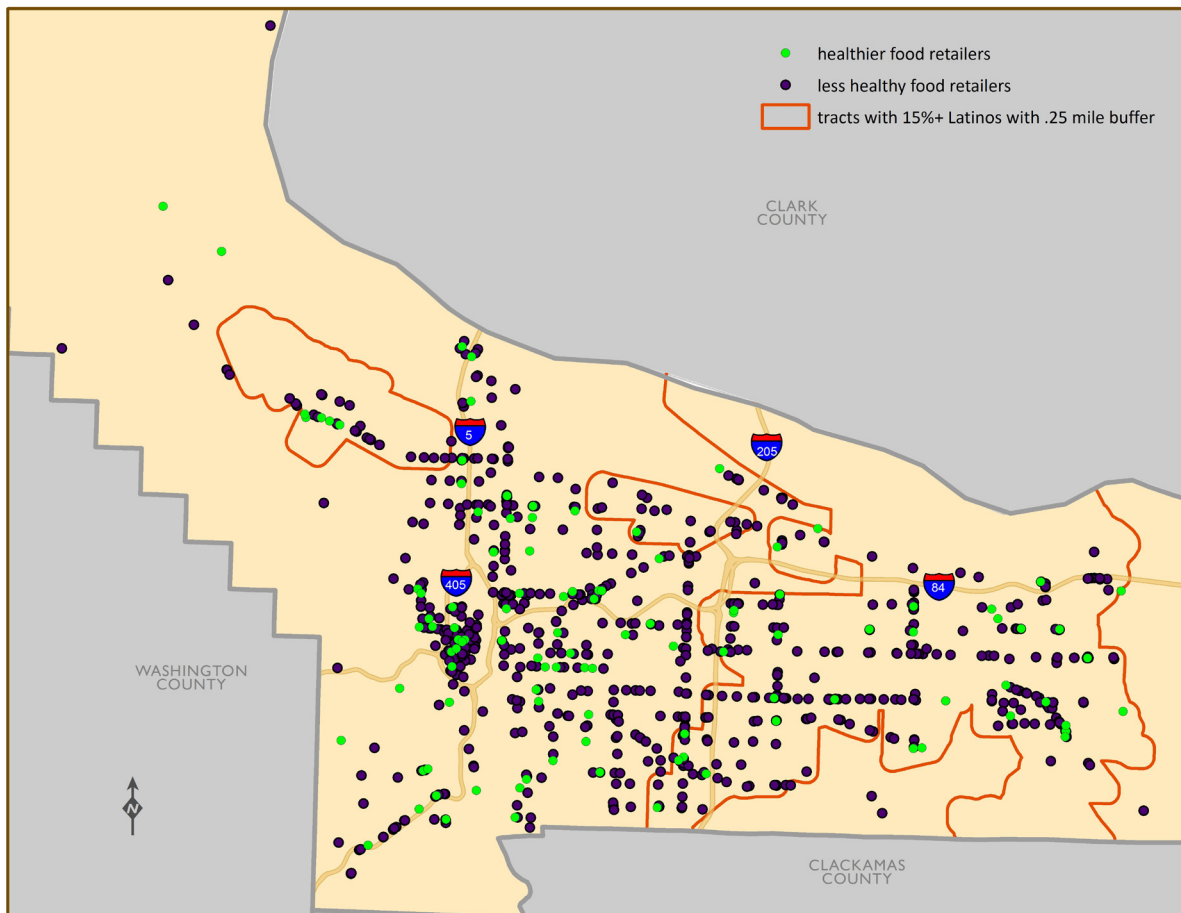 healthier food retailers
less healthy food retailers
tracts with 15%+ Latinos with .25 mile buffer
CLARK
COUNTY
5
205
405
84
WASHINGTON
COUNTY
N
CLACKAMAS
COUNTY